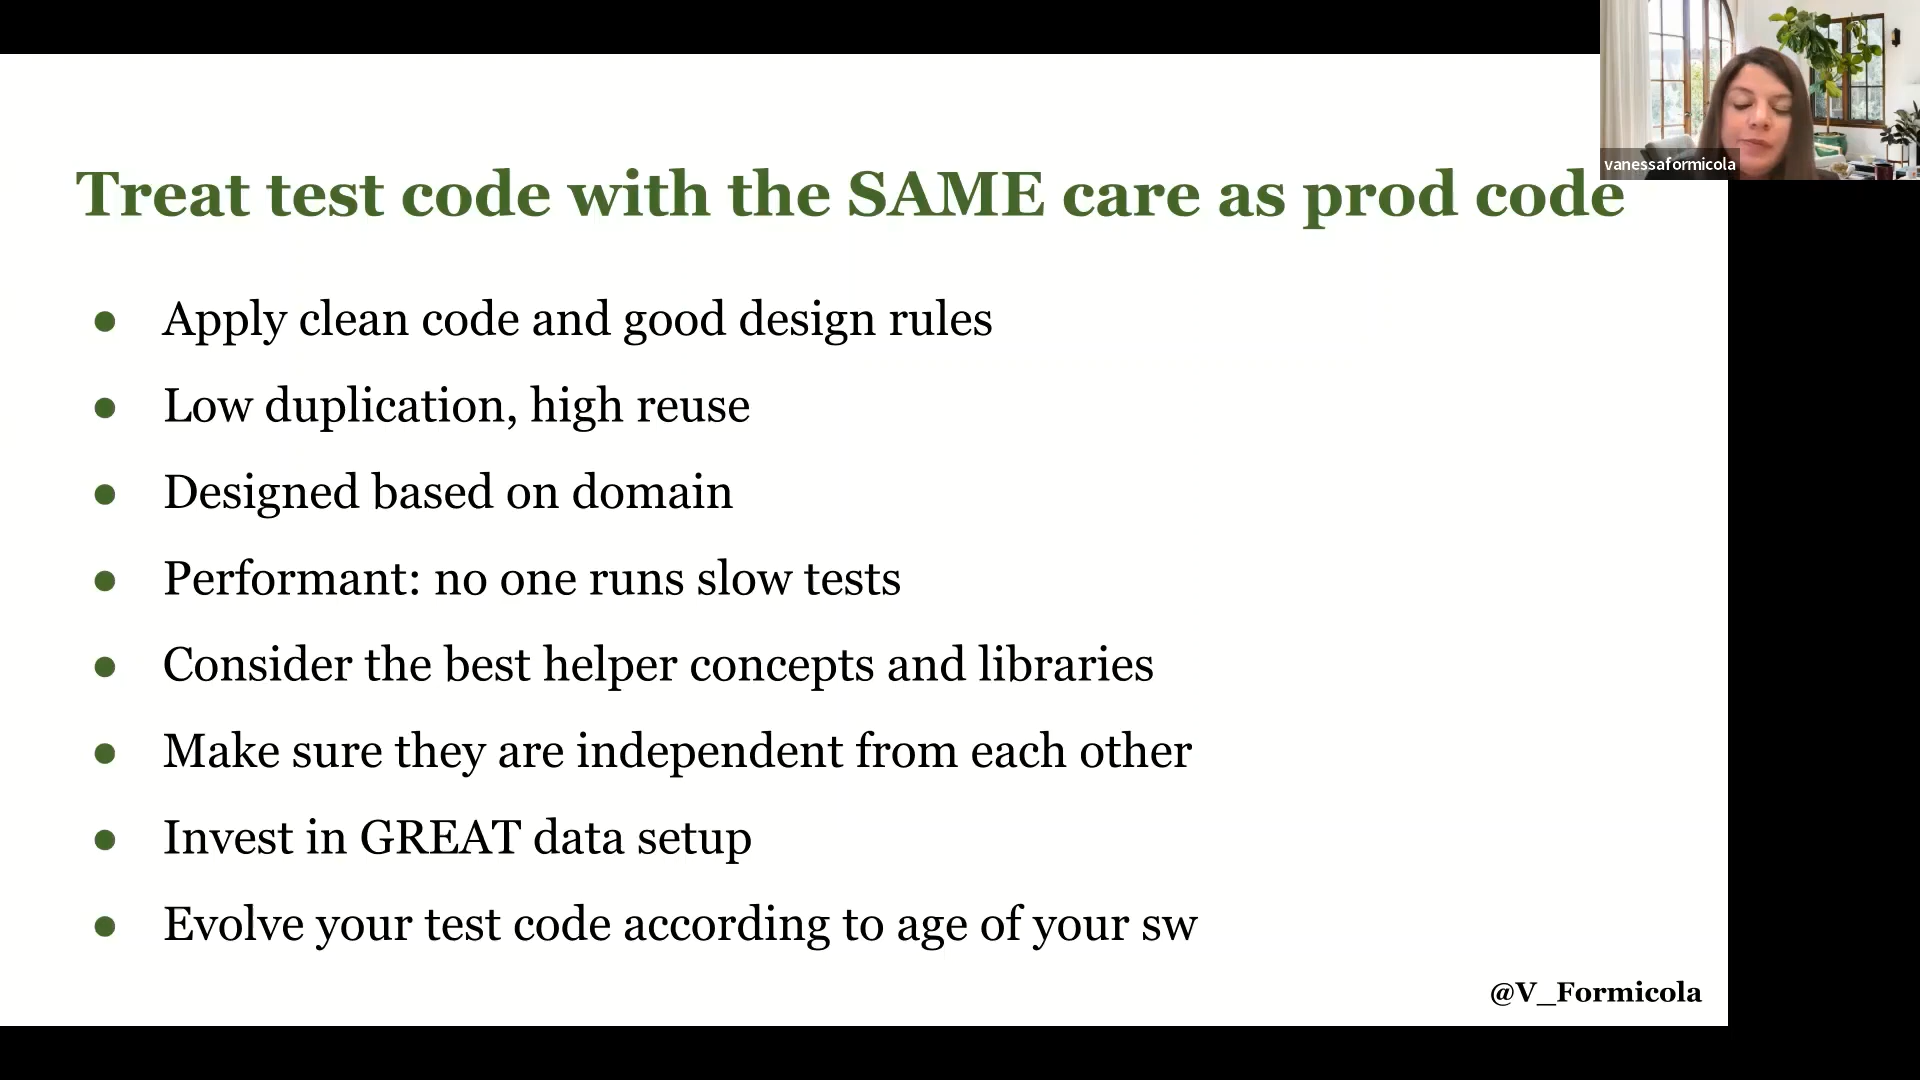 vanessaformicola
Treat test code with the SAME care as prod code
● Apply clean code and good design rules
● Low duplication, high reuse
● Designed based on domain
● Performant: no one runs slow tests
● Consider the best helper concepts and libraries
● Make sure they are independent from each other
● Invest in GREAT data setup
● Evolve your test code according to age of your sw
@V_Formicola